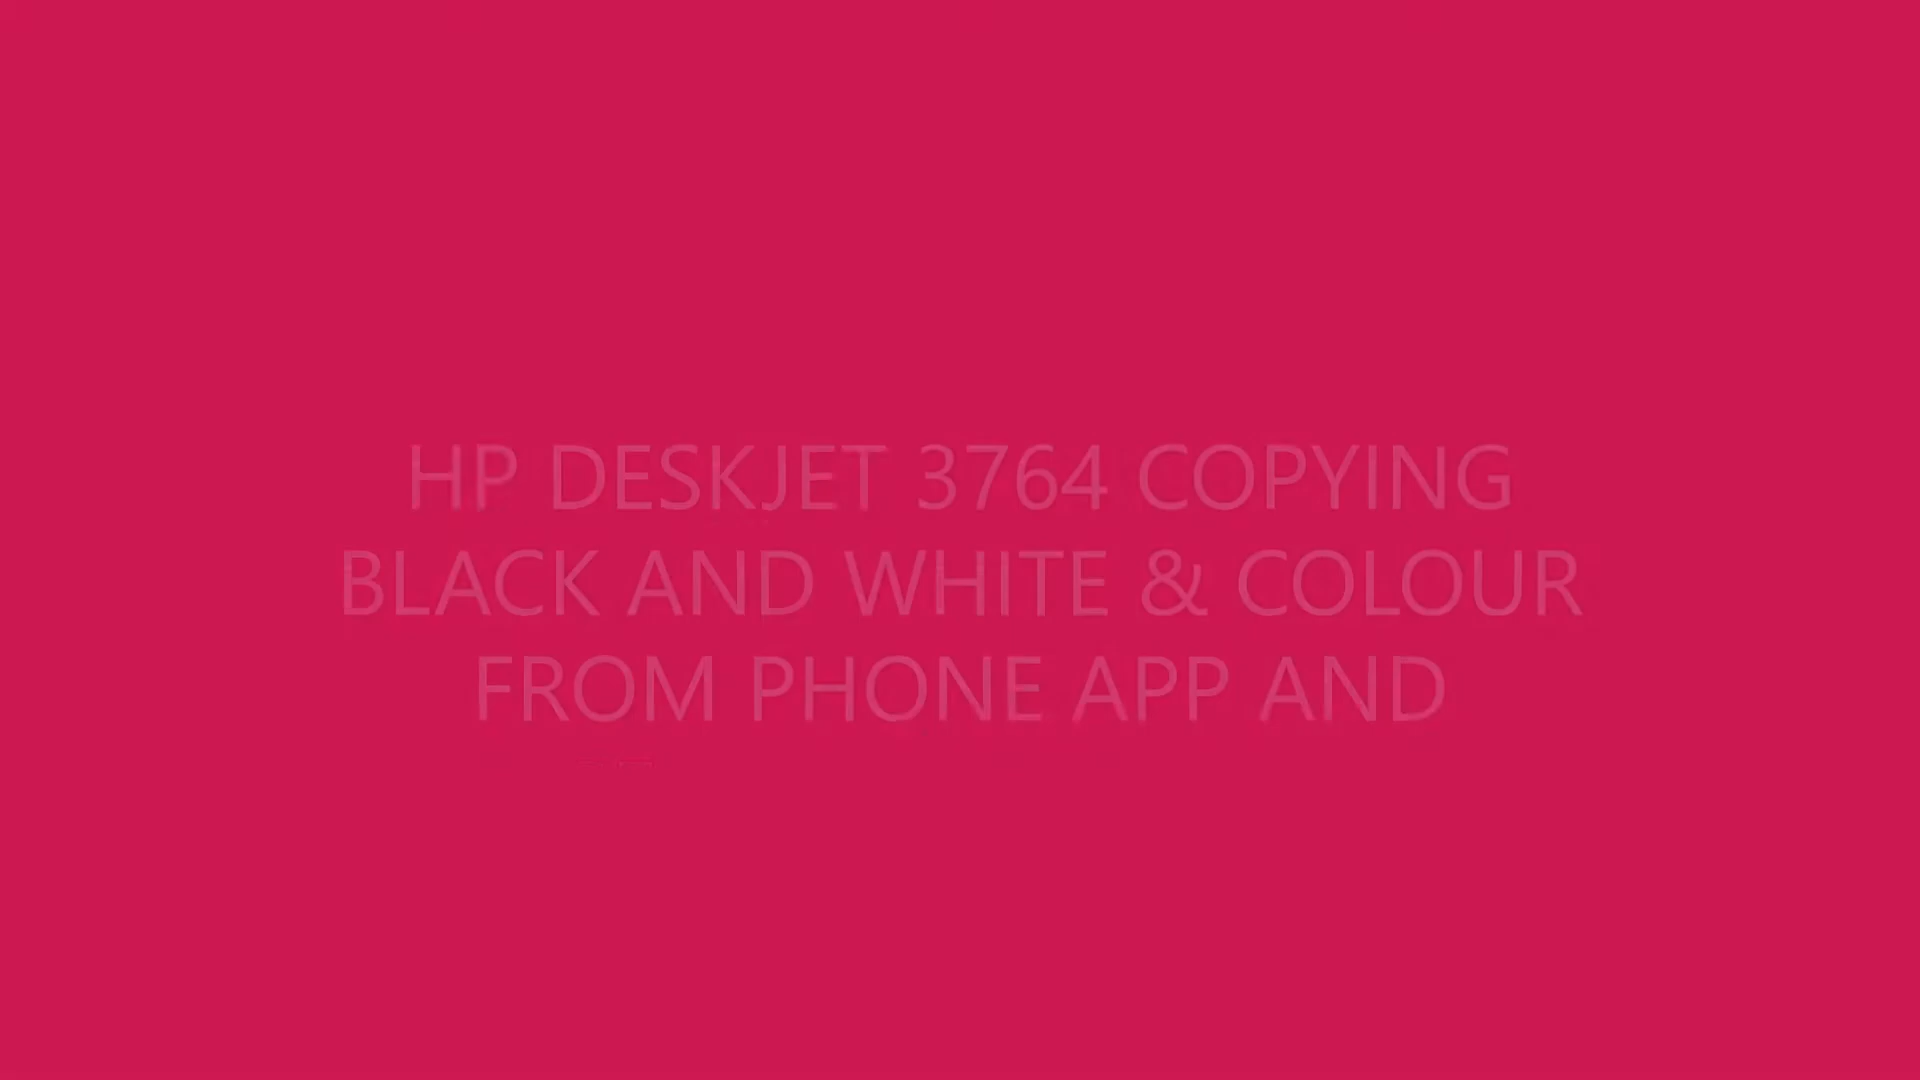 HP DESKJET 3764 COPYING
BLACK AND WHITE & COLOUR
FROM PHONE APP AND